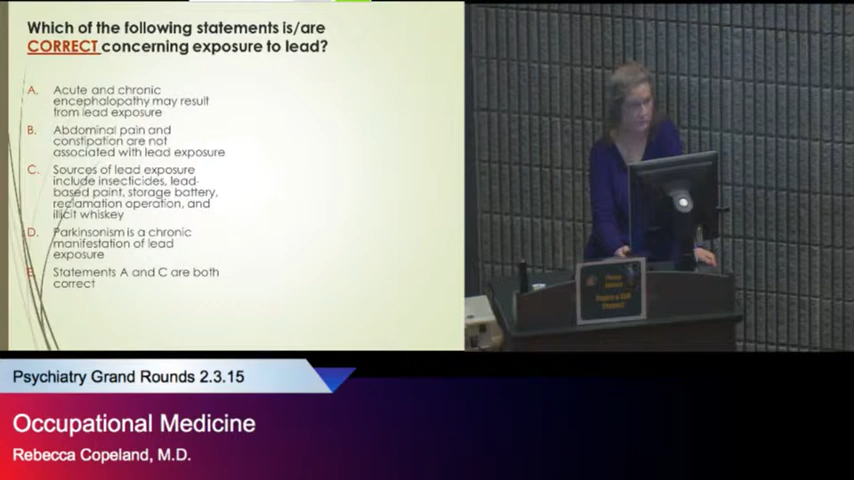 Which of the following statements is/are
CORRECT concerning exposure to lead?
A. Acute and chronic
encephalopathy may result
from lead exposure
B. Abdominal pain and
constipation are not
associated with lead exposure
C. Sources of lead exposure
include insecticides, lead-
based paint, storage battery,
reclamation operation, and
illicit whiskey
D. Parkinsonism is a chronic
manifestation of lead
exposure
E. Statements A and C are both
correct
Psychiatry Grand Rounds 2.3.15
Occupational Medicine
Rebecca Copeland, M.D.